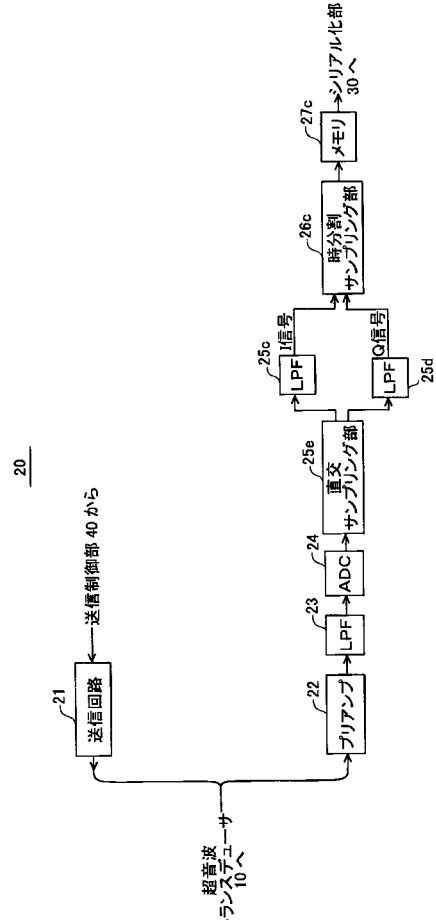 20
21
送信回路
送信制御部 40 から
超音波
トランスデューサ
10 へ
22
プリアンプ
23
LPF
24
ADC
25e
直交
サンプリング部
25c
LPF
I信号
LPF
25d
Q信号
26c
時分割
サンプリング部
27c
メモリ
シリアル化部
30 へ